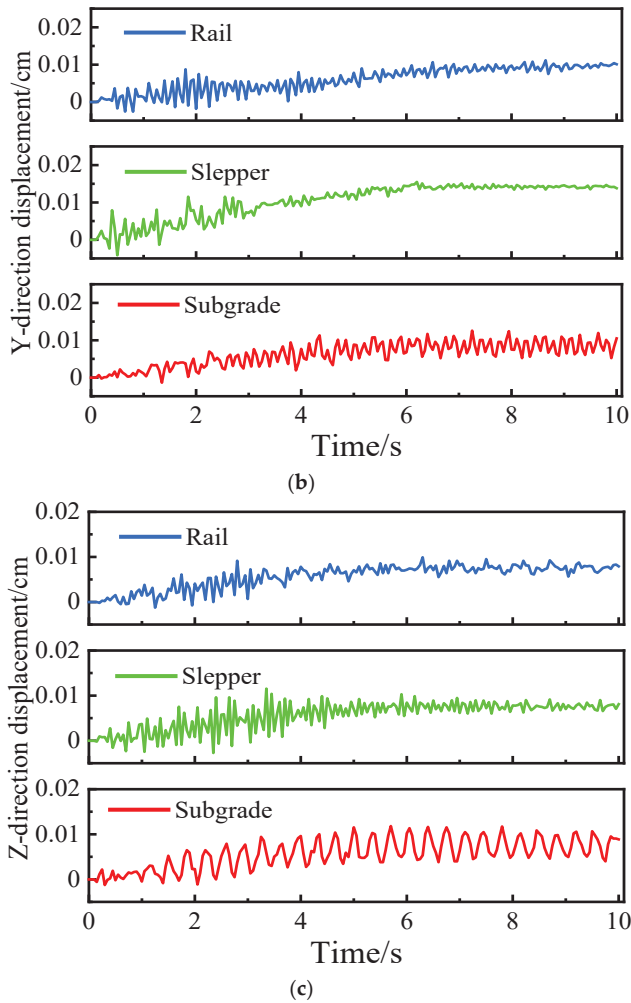 Y-direction displacement/cm
0.02
Rail
0.01
0
0.02
Slepper
0.01
0
0.02
Subgrade
0.01
0
0 2 4 6 8 10
Time/s
(b)
Z-direction displacement/cm
0.02
Rail
0.01
0
0.02
Slepper
0.01
0
0.02
Subgrade
0.01
0
0 2 4 6 8 10
Time/s
(c)